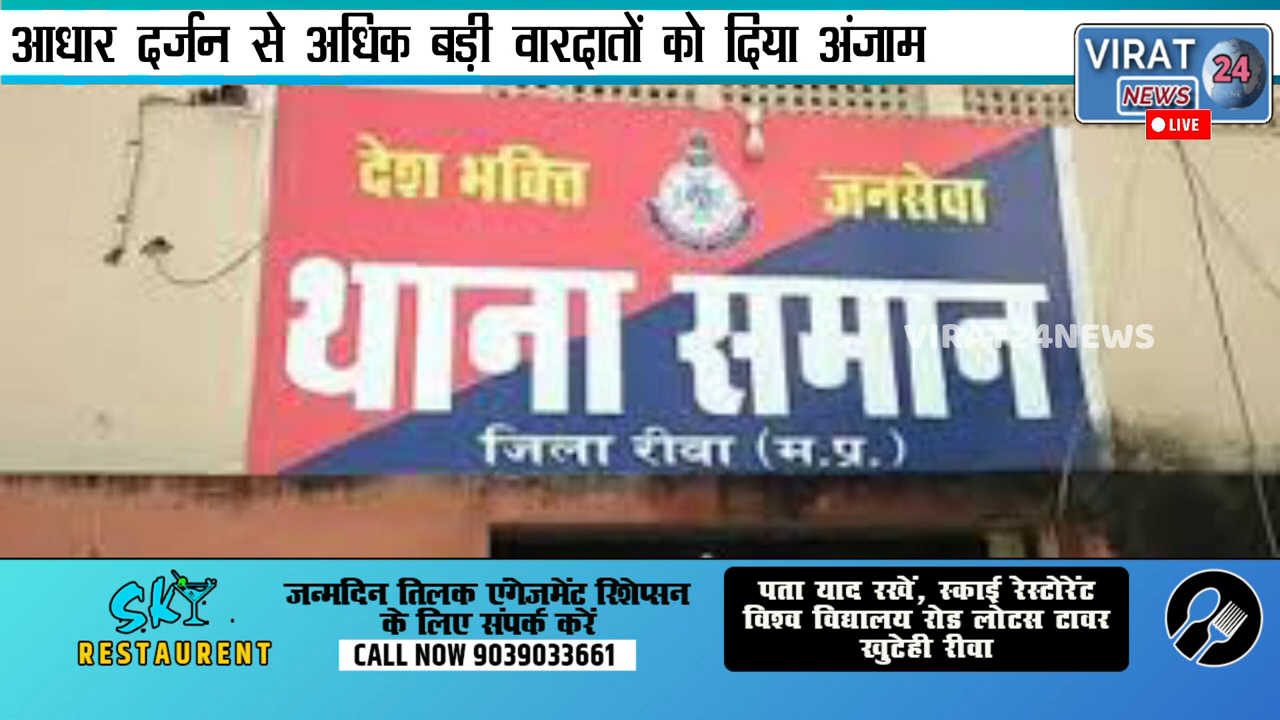 आधार दर्जन से अधिक बड़ी वारदातों को दिया अंजाम
VIRAT
24
NEWS
LIVE
देश भक्ति
जनसेवा
थाना समान
VIRAT24NEWS
जिला रीवा (म.प्र.)
SKY
RESTAURENT
जन्मदिन तिलक एंगेजमेंट रिशेप्सन
के लिए संपर्क करें
CALL NOW 9039033661
पता याद रखें, स्काई रेस्टोरेंट
विश्व विद्यालय रोड लोटस टावर
खुटेही रीवा